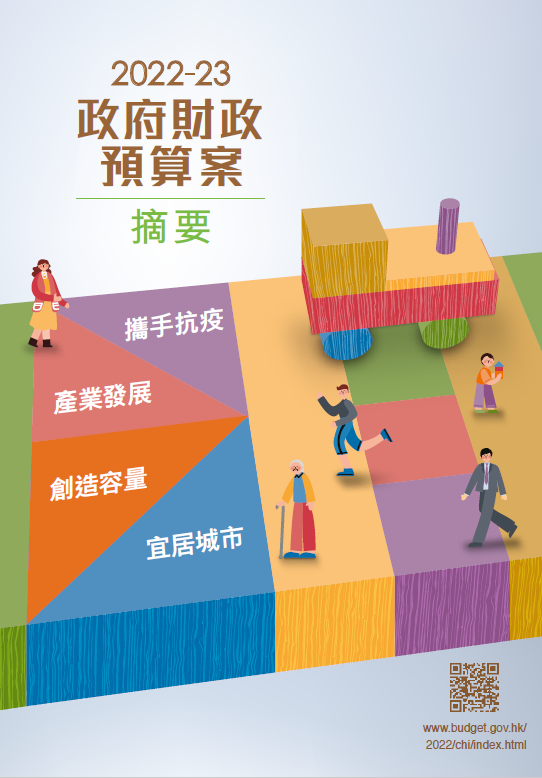 2022-23
政府財政
預算案
摘要
攜手抗疫
產業發展
創造容量
宜居城市
www.budget.gov.hk/
2022/chi/index.html